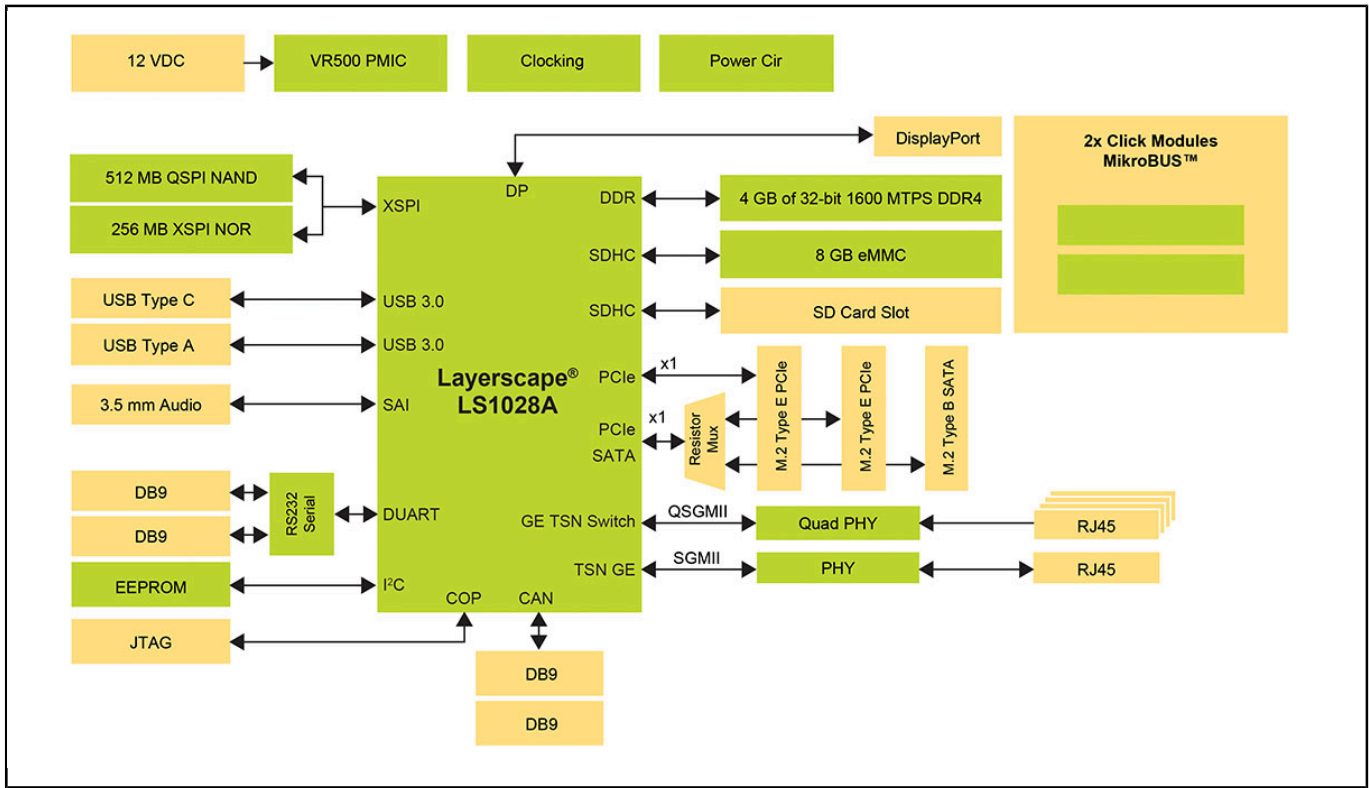 12 VDC
VR500 PMIC
Clocking
Power Cir
DisplayPort
2x Click Modules
MikroBUS™
512 MB QSPI NAND
256 MB XSPI NOR
XSPI
DP
DDR
4 GB of 32-bit 1600 MTPS DDR4
SDHC
8 GB eMMC
USB Type C
USB 3.0
SDHC
SD Card Slot
USB Type A
USB 3.0
Layerscape®
LS1028A
3.5 mm Audio
SAI
PCIe
x1
PCIe
SATA
x1
Resistor
Mux
M.2 Type E PCIe
M.2 Type E PCIe
M.2 Type B SATA
DB9
DB9
RS232
Serial
DUART
GE TSN Switch
QSGMII
Quad PHY
RJ45
TSN GE
SGMII
PHY
RJ45
EEPROM
I²C
JTAG
COP
CAN
DB9
DB9